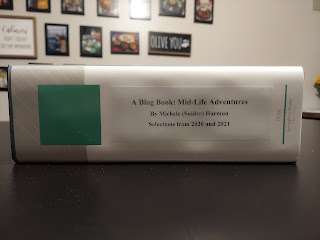 A Blog Book: Mid-Life Adventures
By Michele (Snider) Harmon
Selections from 2020 and 2021
OLIVE YOU